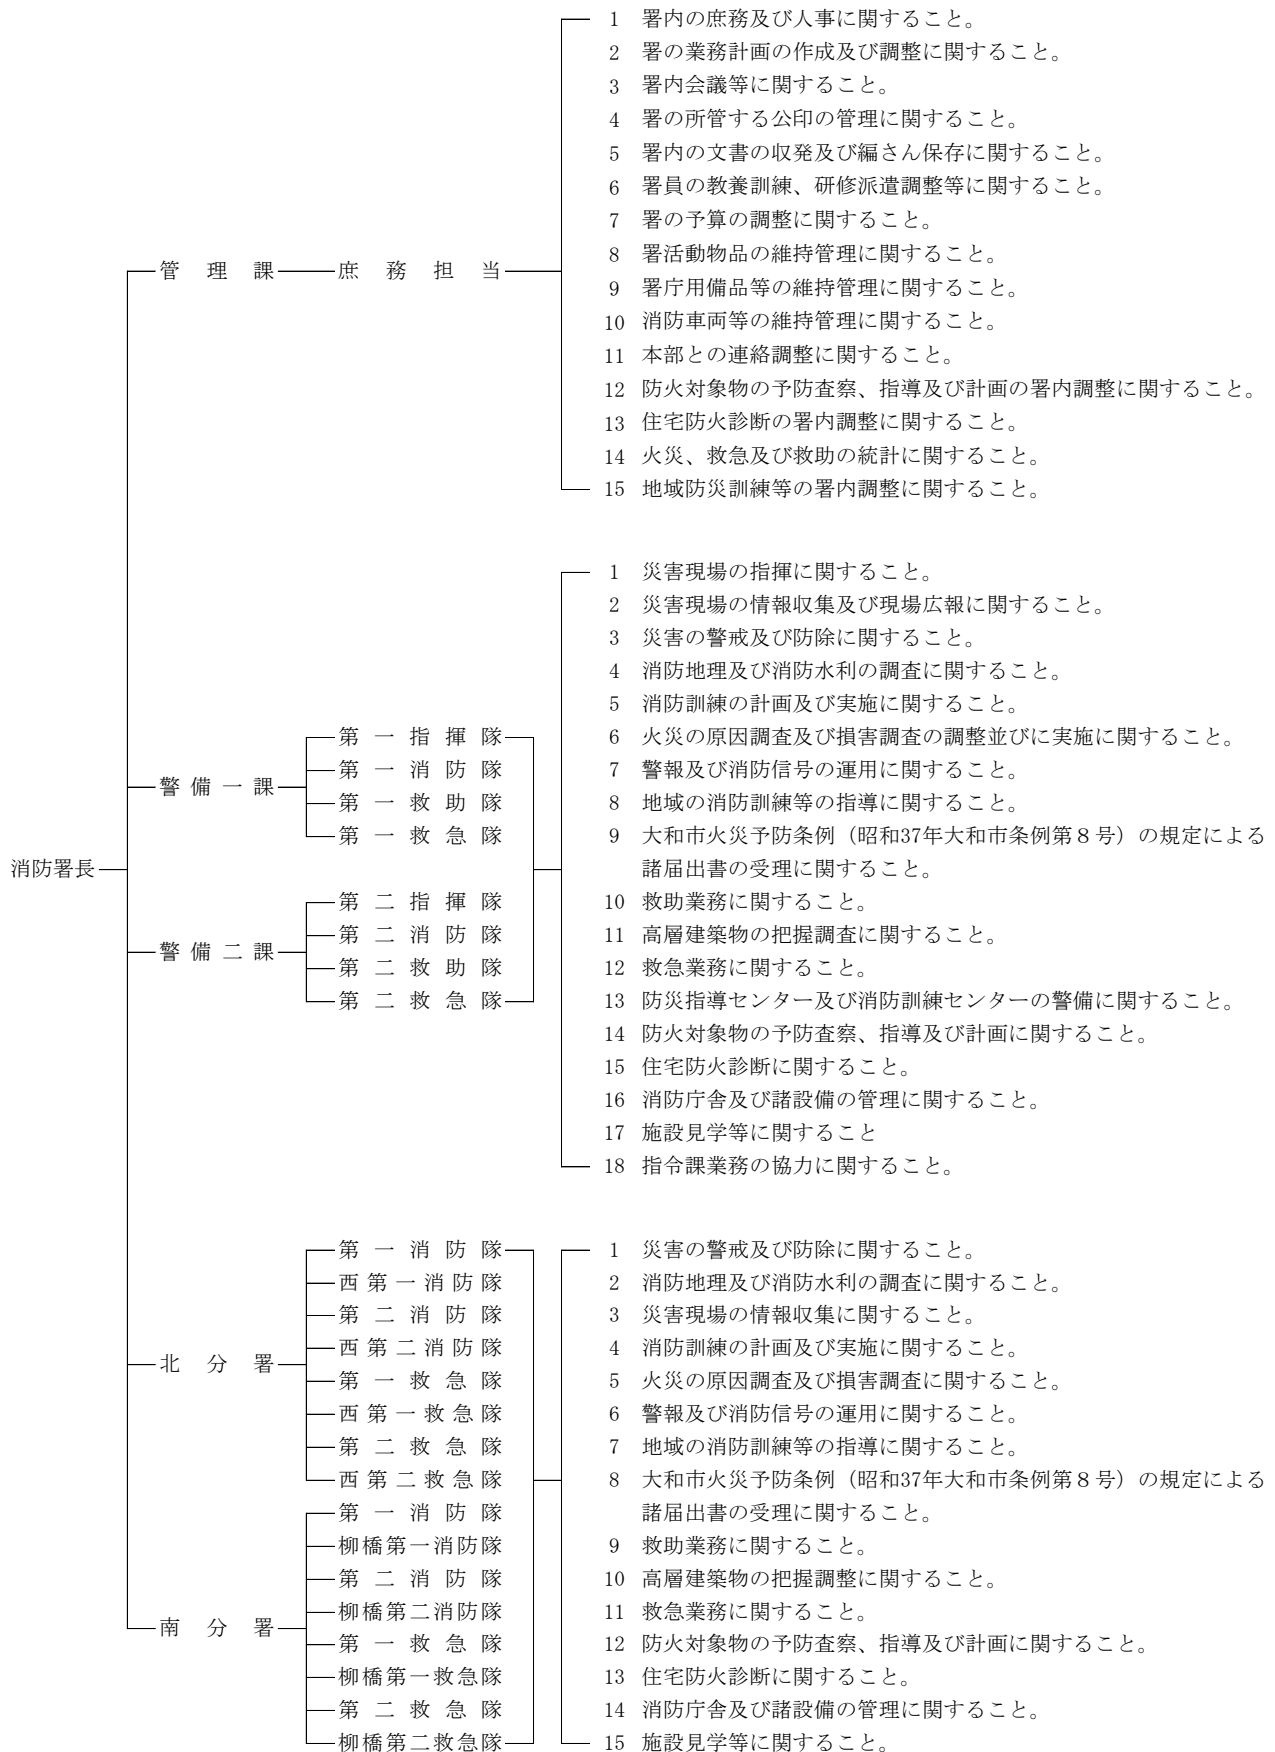 消防署長
管理課
庶務担当
1 署内の庶務及び人事に関すること。
2 署の業務計画の作成及び調整に関すること。
3 署内会議等に関すること。
4 署の所管する公印の管理に関すること。
5 署内の文書の収発及び編さん保存に関すること。
6 署員の教養訓練、研修派遣調整等に関すること。
7 署の予算の調整に関すること。
8 署活動物品の維持管理に関すること。
9 署庁用備品等の維持管理に関すること。
10 消防車両等の維持管理に関すること。
11 本部との連絡調整に関すること。
12 防火対象物の予防査察、指導及び計画の署内調整に関すること。
13 住宅防火診断の署内調整に関すること。
14 火災、救急及び救助の統計に関すること。
15 地域防災訓練等の署内調整に関すること。
警備一課
第一指揮隊
第一消防隊
第一救助隊
第一救急隊
警備二課
第二指揮隊
第二消防隊
第二救助隊
第二救急隊
1 災害現場の指揮に関すること。
2 災害現場の情報収集及び現場広報に関すること。
3 災害の警戒及び防除に関すること。
4 消防地理及び消防水利の調査に関すること。
5 消防訓練の計画及び実施に関すること。
6 火災の原因調査及び損害調査の調整並びに実施に関すること。
7 警報及び消防信号の運用に関すること。
8 地域の消防訓練等の指導に関すること。
9 大和市火災予防条例（昭和37年大和市条例第８号）の規定による
諸届出書の受理に関すること。
10 救助業務に関すること。
11 高層建築物の把握調査に関すること。
12 救急業務に関すること。
13 防災指導センター及び消防訓練センターの警備に関すること。
14 防火対象物の予防査察、指導及び計画に関すること。
15 住宅防火診断に関すること。
16 消防庁舎及び諸設備の管理に関すること。
17 施設見学等に関すること
18 指令課業務の協力に関すること。
北分署
第一消防隊
西第一消防隊
第二消防隊
西第二消防隊
第一救急隊
西第一救急隊
第二救急隊
西第二救急隊
南分署
第一消防隊
柳橋第一消防隊
第二消防隊
柳橋第二消防隊
第一救急隊
柳橋第一救急隊
第二救急隊
柳橋第二救急隊
1 災害の警戒及び防除に関すること。
2 消防地理及び消防水利の調査に関すること。
3 災害現場の情報収集に関すること。
4 消防訓練の計画及び実施に関すること。
5 火災の原因調査及び損害調査に関すること。
6 警報及び消防信号の運用に関すること。
7 地域の消防訓練等の指導に関すること。
8 大和市火災予防条例（昭和37年大和市条例第８号）の規定による
諸届出書の受理に関すること。
9 救助業務に関すること。
10 高層建築物の把握調整に関すること。
11 救急業務に関すること。
12 防火対象物の予防査察、指導及び計画に関すること。
13 住宅防火診断に関すること。
14 消防庁舎及び諸設備の管理に関すること。
15 施設見学等に関すること。